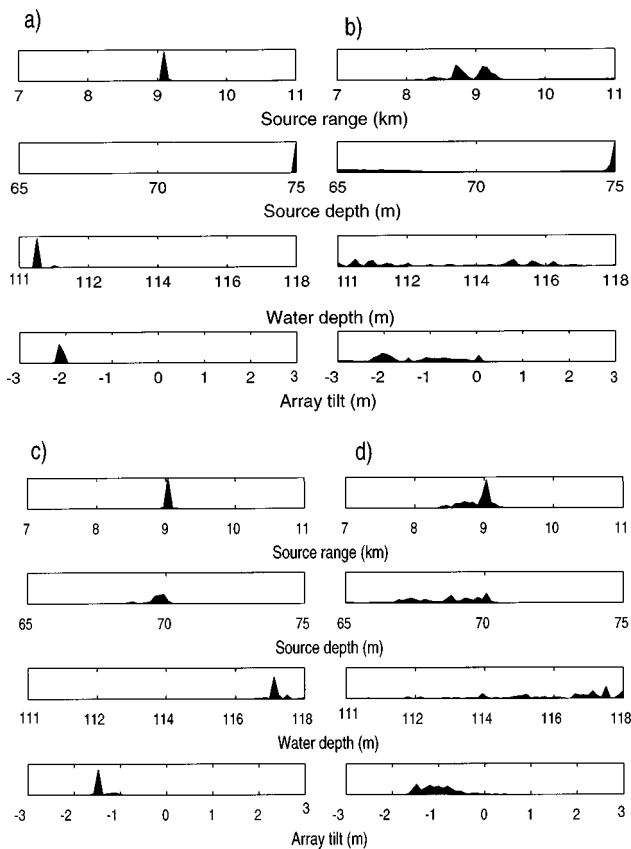 a) b)
7 8 9 10 11 7 8 9 10 11
Source range (km)
65 70 75 65 70 75
Source depth (m)
111 112 114 116 118 111 112 114 116 118
Water depth (m)
-3 -2 -1 0 1 2 3 -3 -2 -1 0 1 2 3
Array tilt (m)
c) d)
7 8 9 10 11 7 8 9 10 11
Source range (km)
65 70 75 65 70 75
Source depth (m)
111 112 114 116 118 111 112 114 116 118
Water depth (m)
-3 -2 -1 0 1 2 3 -3 -2 -1 0 1 2 3
Array tilt (m)